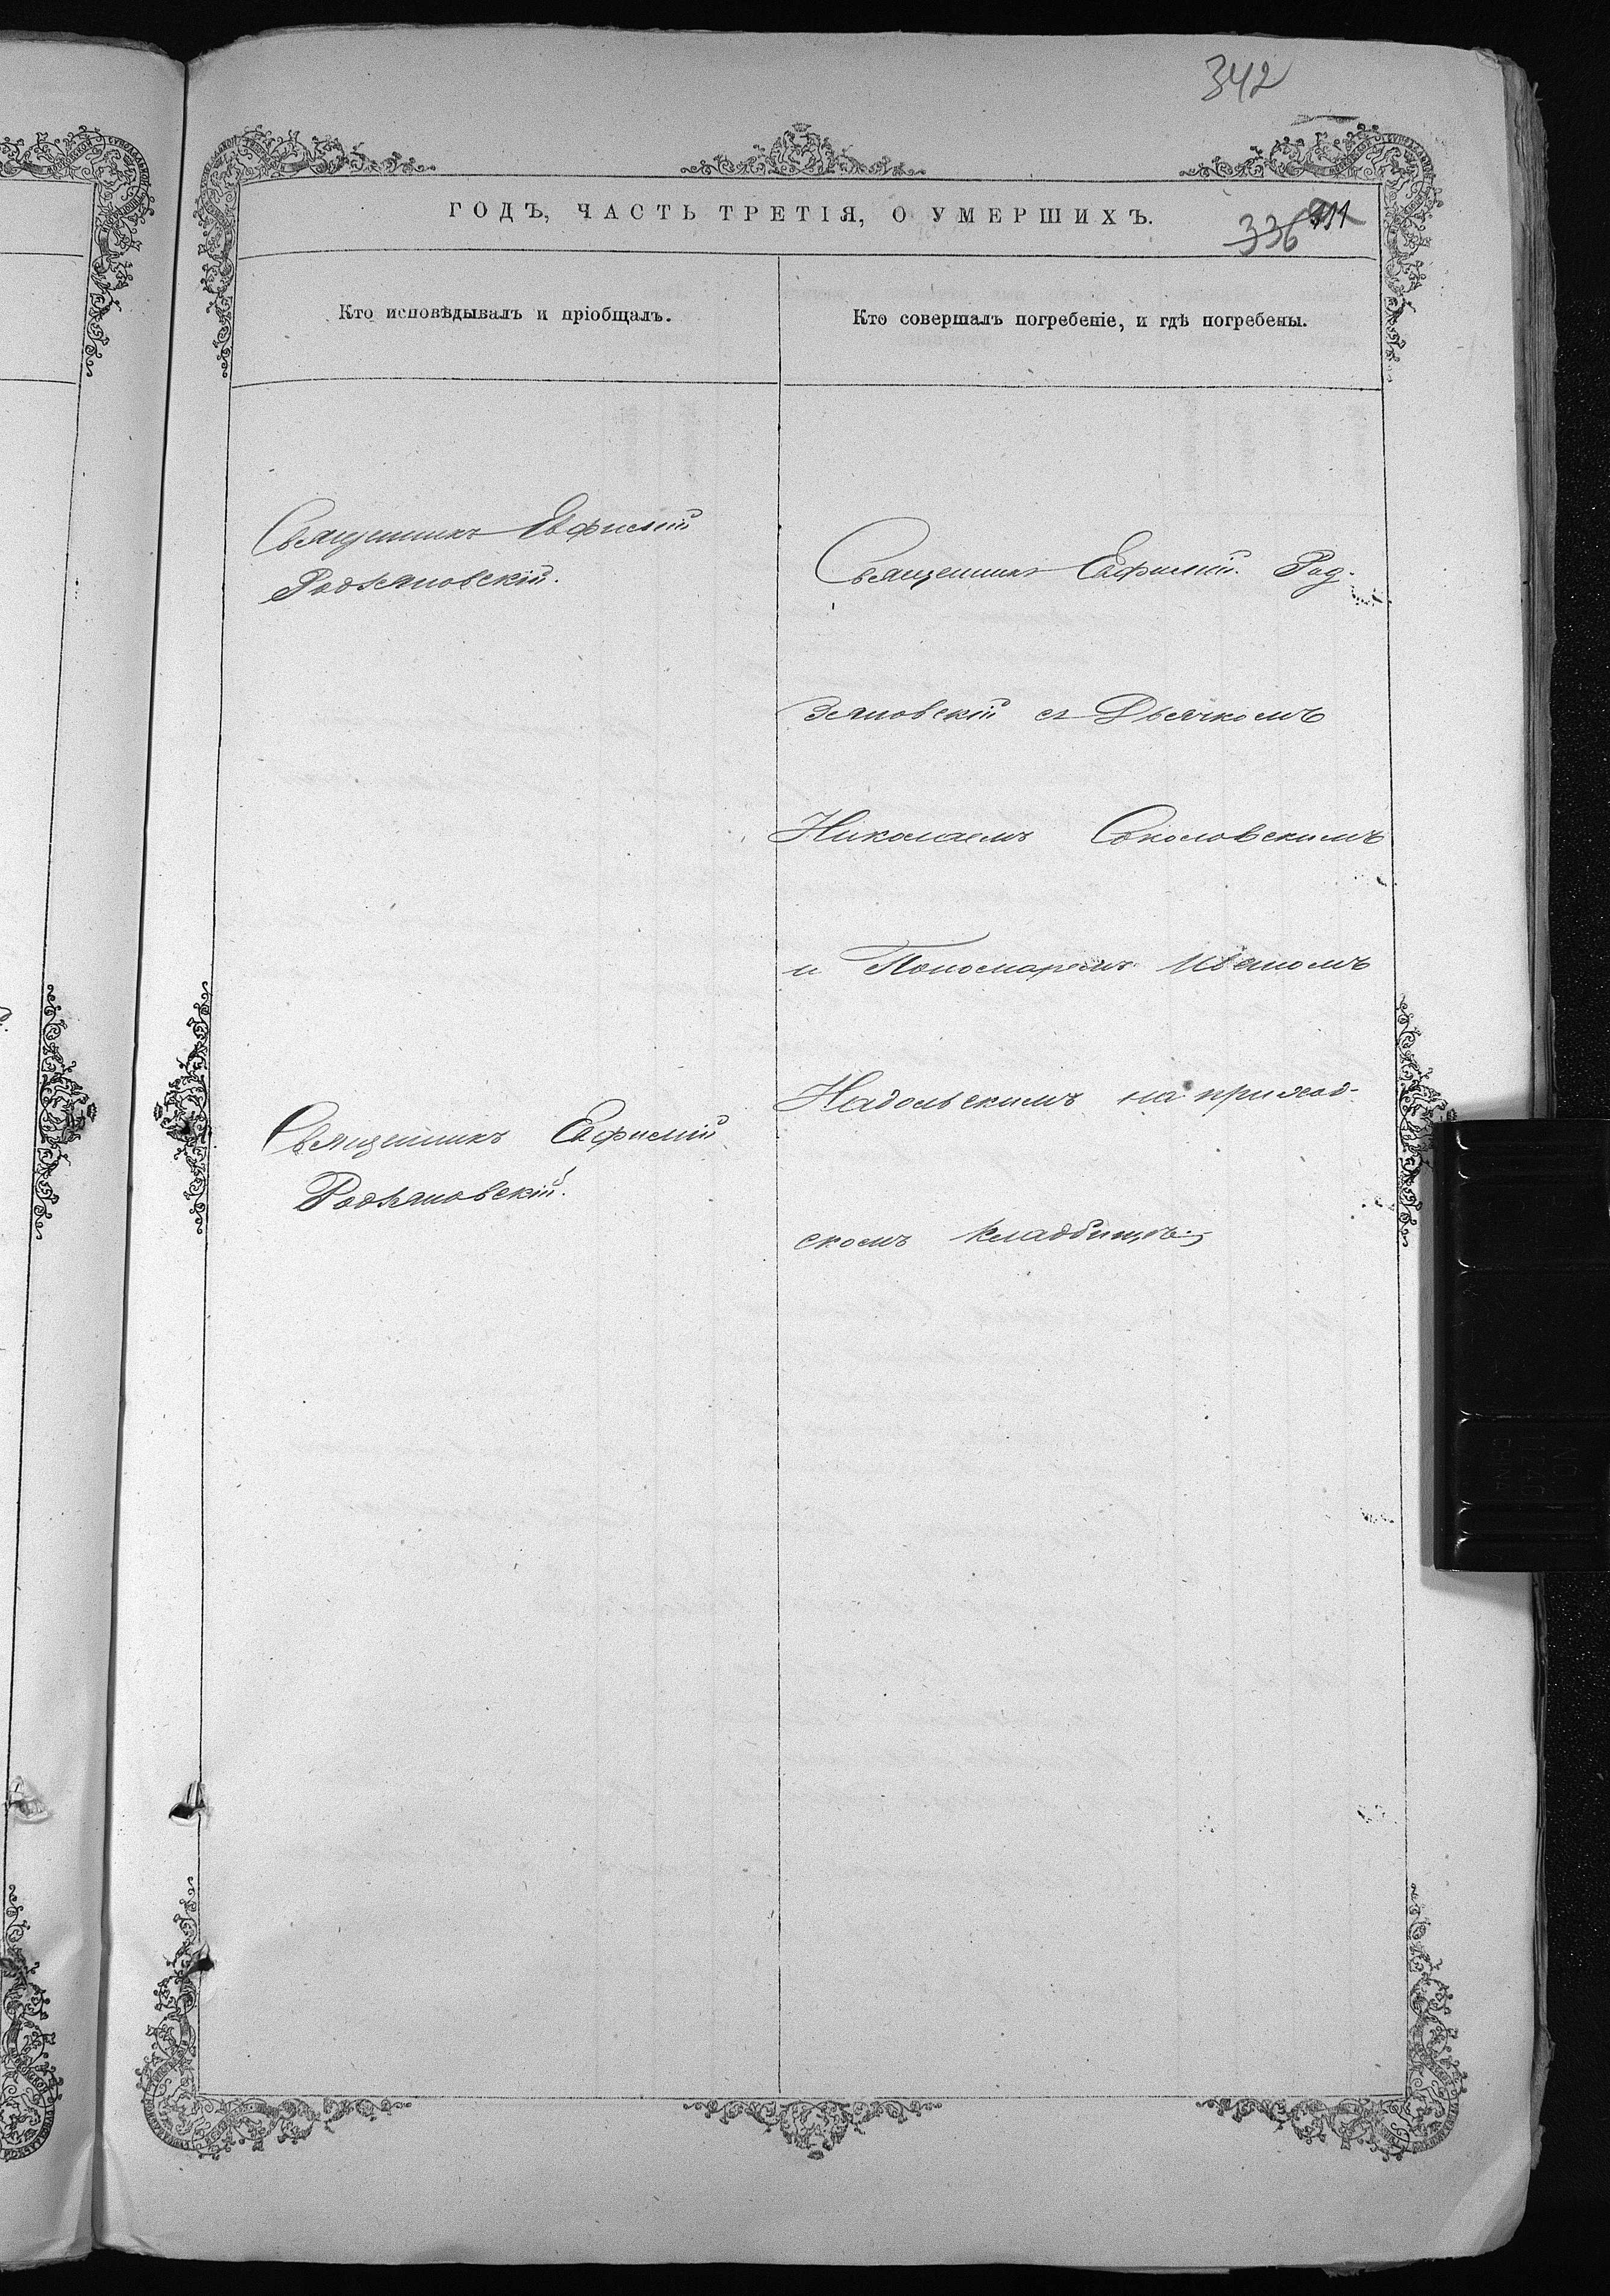 342
ГОДЪ, ЧАСТЬ ТРЕТІЯ, О УМЕРШИХЪ.
336
Кто исповѣдывалъ и пріобщалъ.
Кто совершалъ погребеніе, и гдѣ погребены.
Священникъ Евфимій
Родзяновскій.
Священникъ Евфимій
Родзяновскій.
Священникъ Евфимій Род-
зяновскій съ Дьячкомъ
Николаемъ Соколовскимъ
и Пономаремъ Иваномъ
Надольскимъ на приход-
скомъ кладбищѣ.